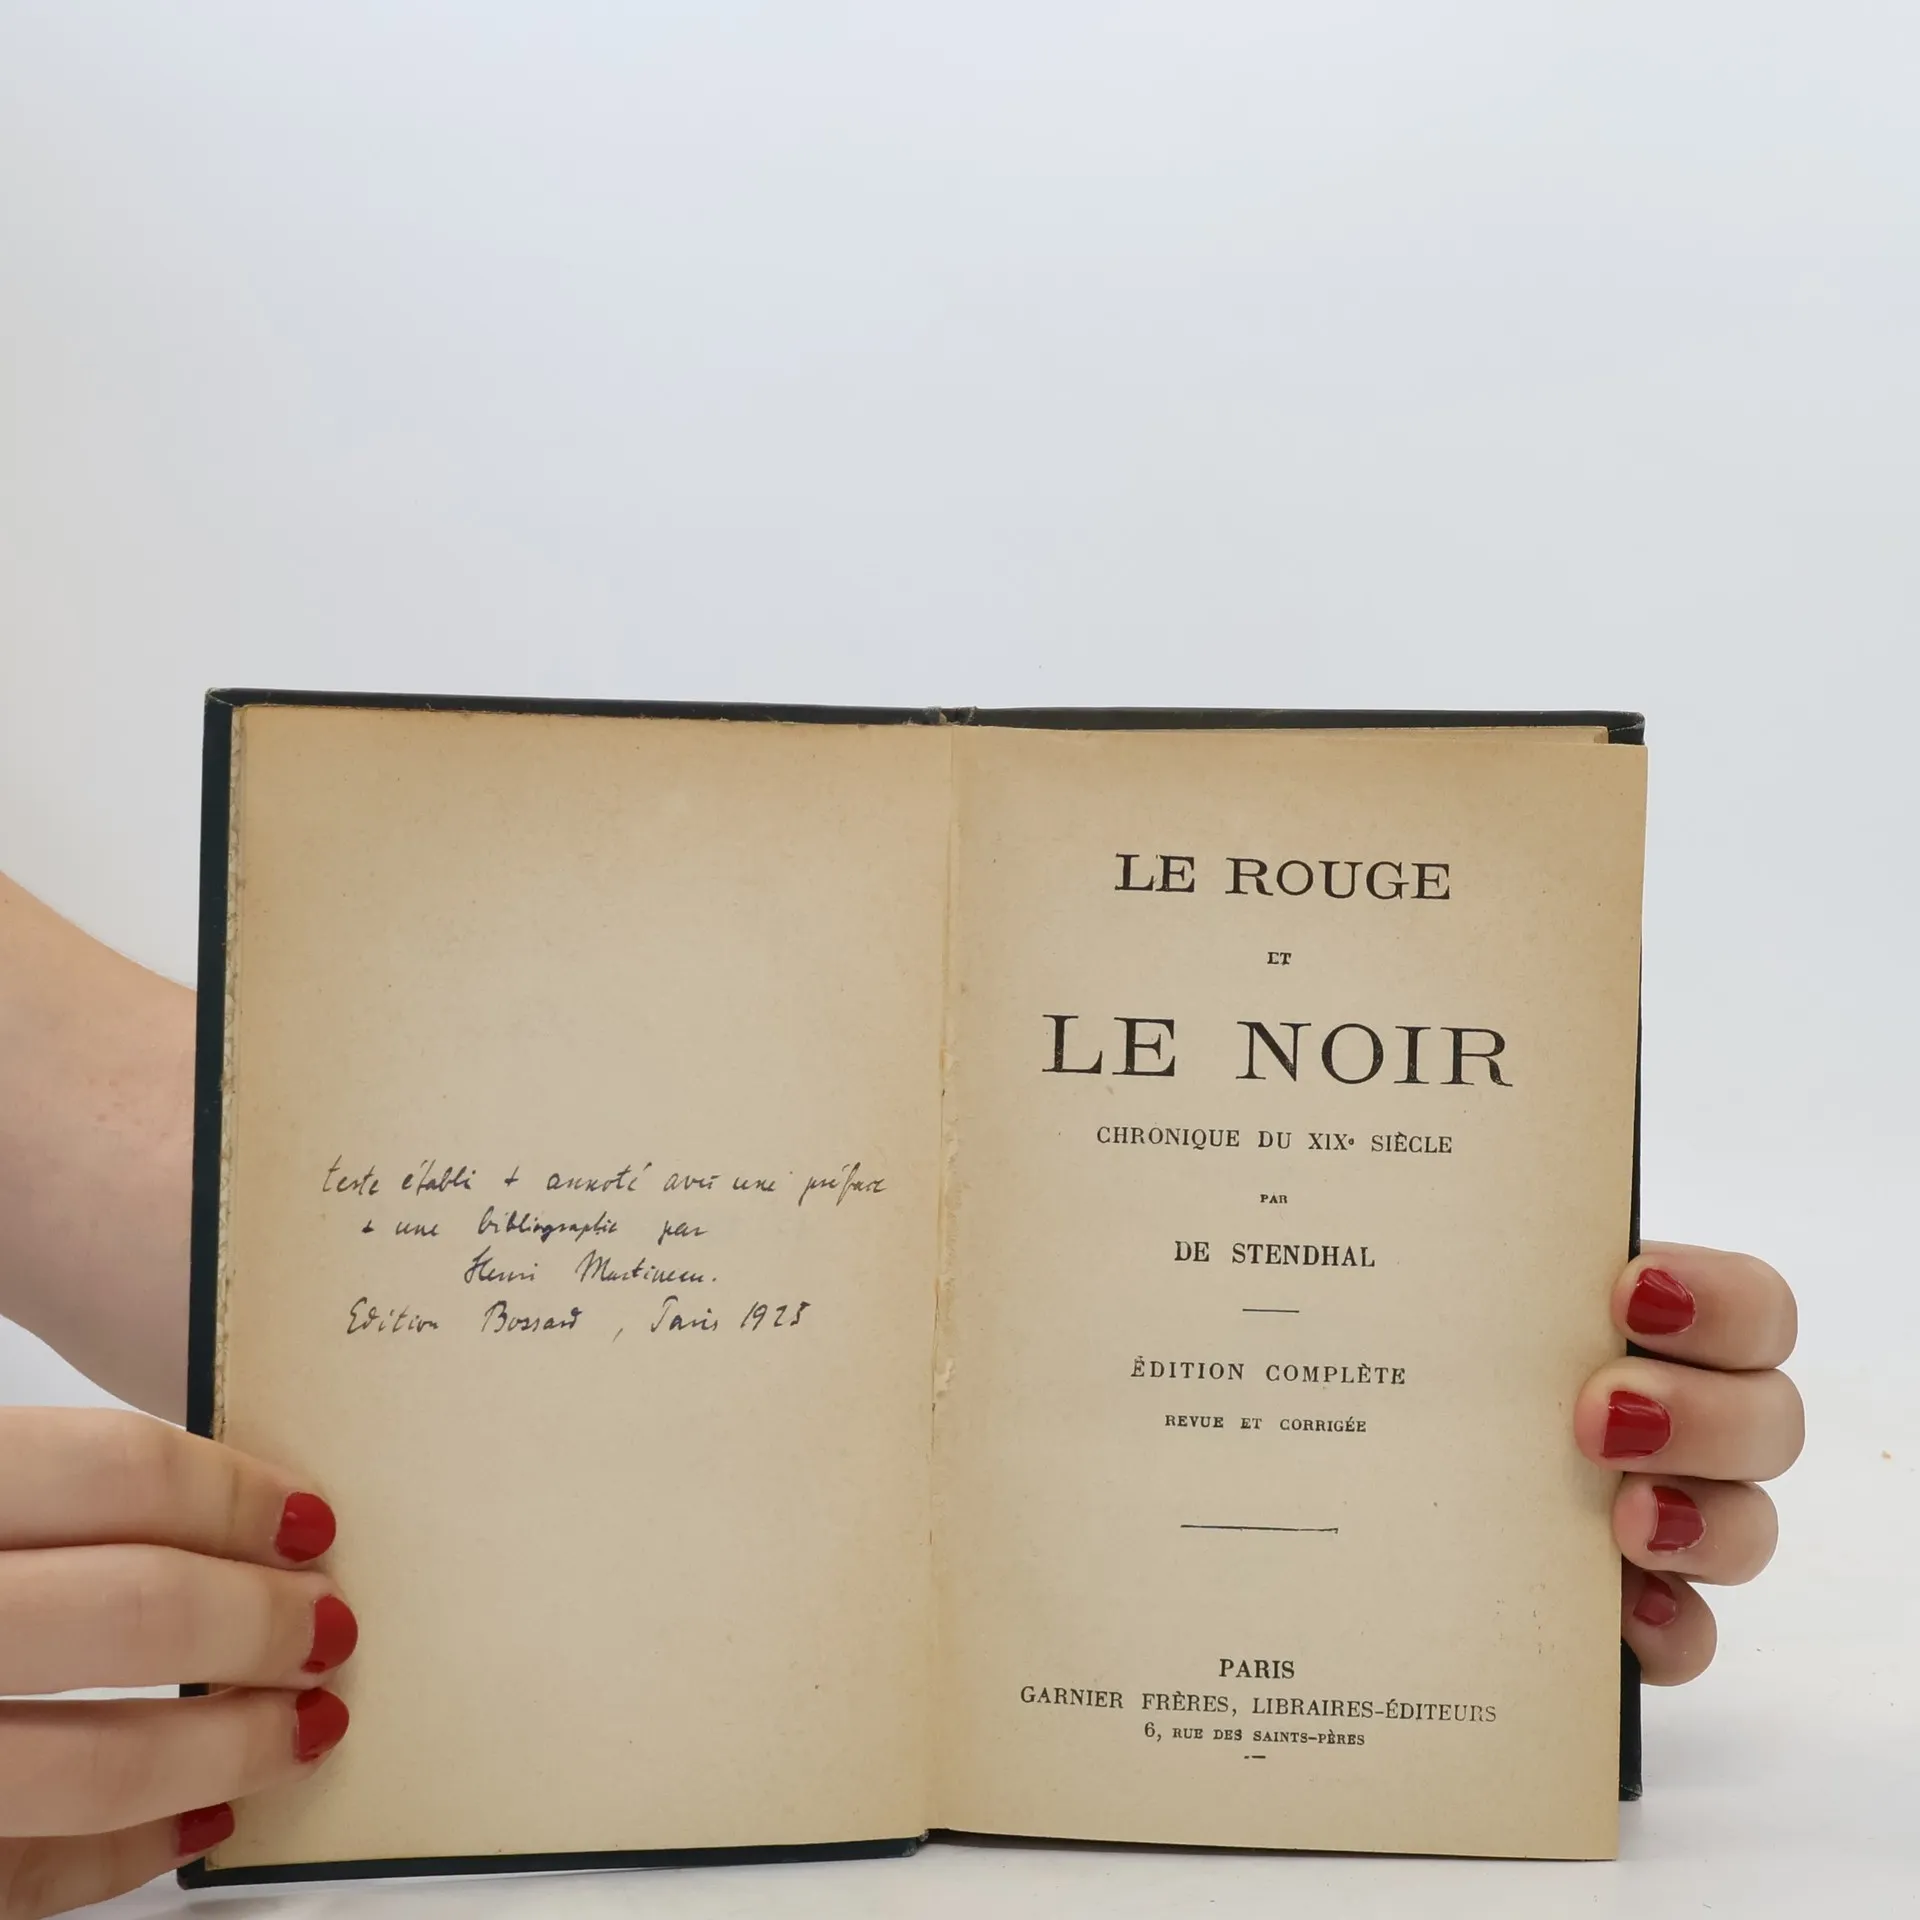 texte établi + annoté avec une préface
+ une bibliographie par
Henri Martineau.
Edition Bossard, Paris 1925
LE ROUGE
ET
LE NOIR
CHRONIQUE DU XIXe SIÈCLE
PAR
DE STENDHAL
ÉDITION COMPLÈTE
REVUE ET CORRIGÉE
PARIS
GARNIER FRÈRES, LIBRAIRES-ÉDITEURS
6, RUE DES SAINTS-PÈRES